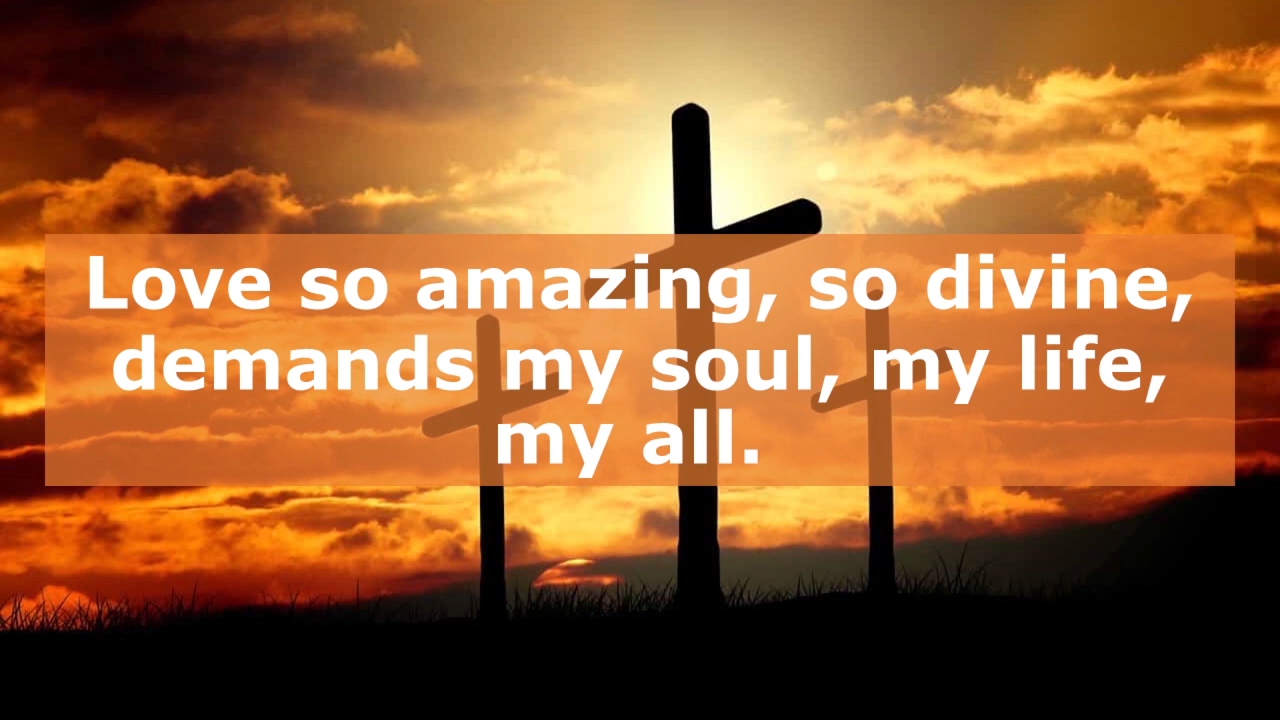 Love so amazing, so divine,
demands my soul, my life,
my all.